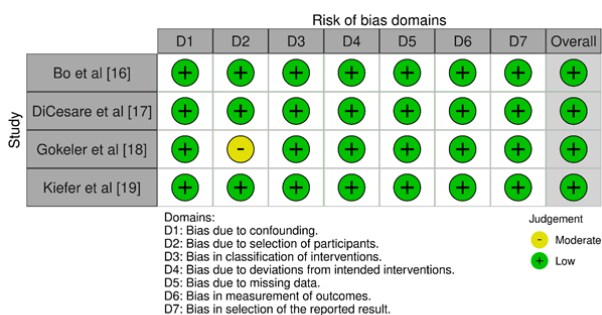 Risk of bias domains
D1 D2 D3 D4 D5 D6 D7 Overall
Study
Bo et al [16] + + + + + + + +
DiCesare et al [17] + + + + + + + +
Gokeler et al [18] + - + + + + + +
Kiefer et al [19] + + + + + + + +
Domains:
D1: Bias due to confounding.
D2: Bias due to selection of participants.
D3: Bias in classification of interventions.
D4: Bias due to deviations from intended interventions.
D5: Bias due to missing data.
D6: Bias in measurement of outcomes.
D7: Bias in selection of the reported result.
Judgement
- Moderate
+ Low